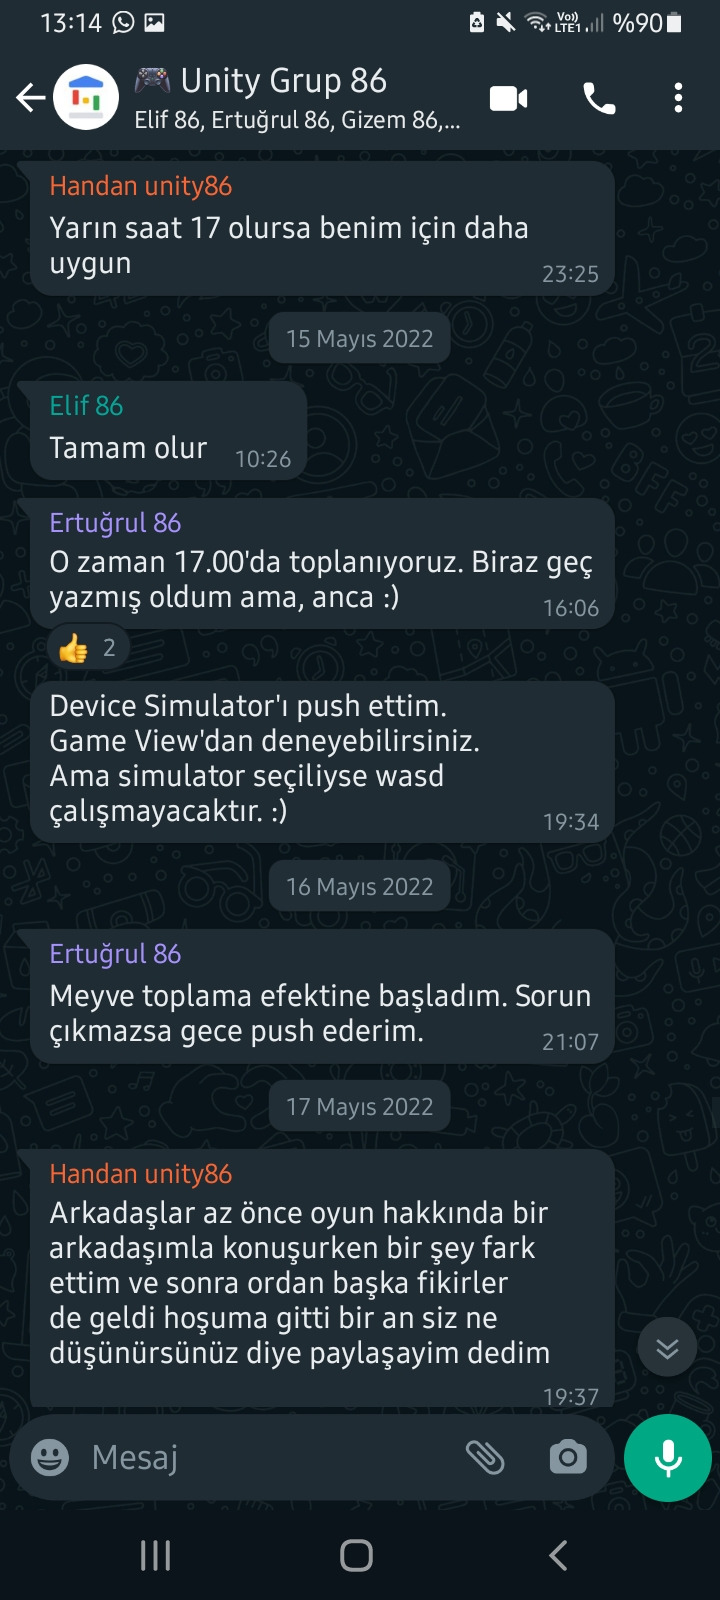 13:14
Vo)) LTE1 %90
🎮 Unity Grup 86
Elif 86, Ertuğrul 86, Gizem 86,...
Handan unity86
Yarın saat 17 olursa benim için daha
uygun
23:25
15 Mayıs 2022
Elif 86
Tamam olur
10:26
Ertuğrul 86
O zaman 17.00'da toplanıyoruz. Biraz geç
yazmış oldum ama, anca :)
16:06
👍 2
Device Simulator'ı push ettim.
Game View'dan deneyebilirsiniz.
Ama simulator seçiliyse wasd
çalışmayacaktır. :)
19:34
16 Mayıs 2022
Ertuğrul 86
Meyve toplama efektine başladım. Sorun
çıkmazsa gece push ederim.
21:07
17 Mayıs 2022
Handan unity86
Arkadaşlar az önce oyun hakkında bir
arkadaşımla konuşurken bir şey fark
ettim ve sonra ordan başka fikirler
de geldi hoşuma gitti bir an siz ne
düşünürsünüz diye paylaşayim dedim
19:37
Mesaj